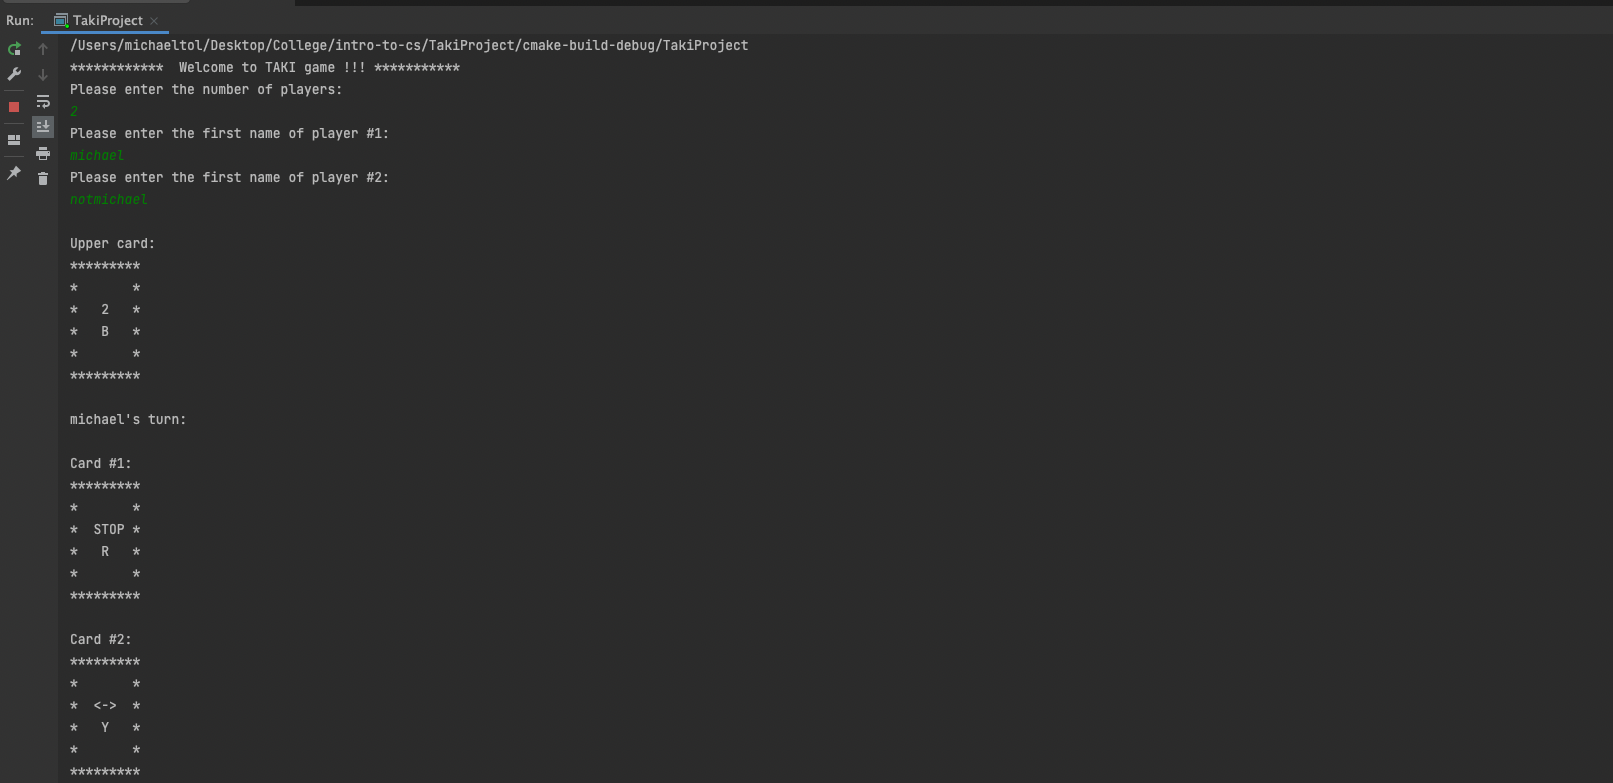 Run: TakiProject
/Users/michaeltol/Desktop/College/intro-to-cs/TakiProject/cmake-build-debug/TakiProject
************  Welcome to TAKI game !!! ***********
Please enter the number of players:
2
Please enter the first name of player #1:
michael
Please enter the first name of player #2:
notmichael

Upper card:
*********
*       *
*   2   *
*   B   *
*       *
*********

michael's turn:

Card #1:
*********
*       *
*  STOP *
*   R   *
*       *
*********

Card #2:
*********
*       *
*  <->  *
*   Y   *
*       *
*********